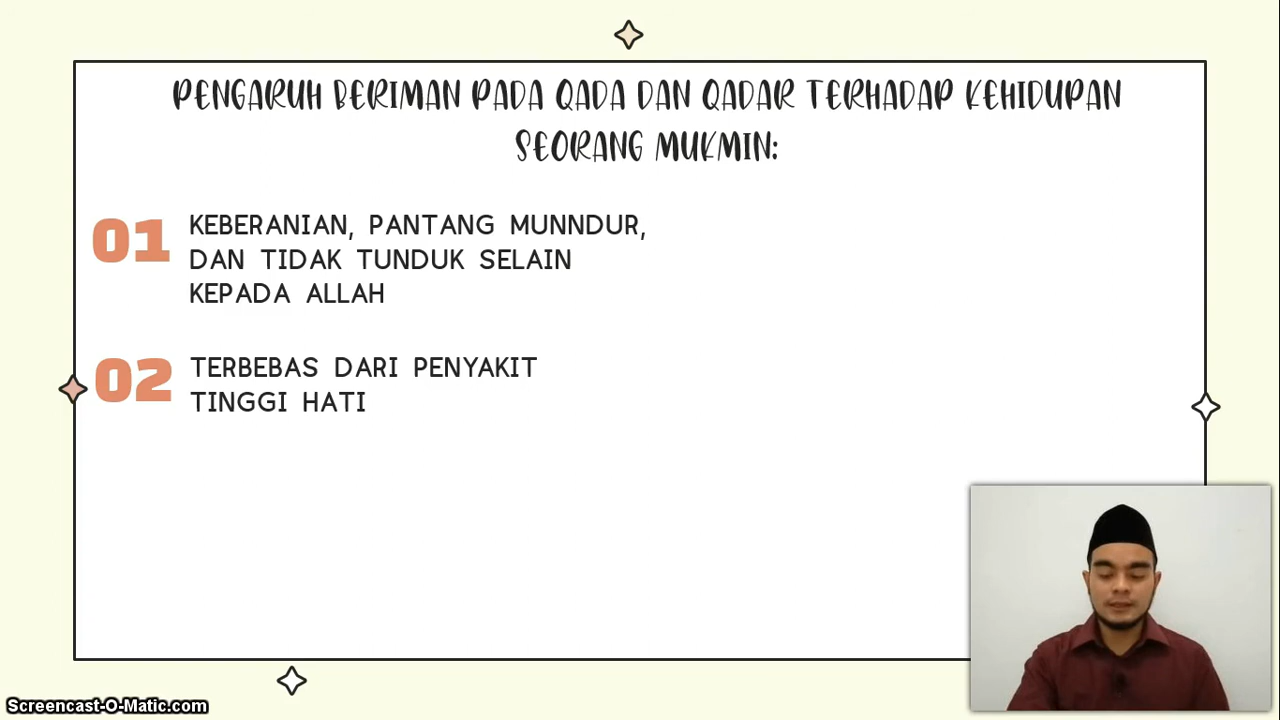 PENGARUH BERIMAN PADA QADA DAN QADAR TERHADAP KEHIDUPAN
SEORANG MUKMIN:
01
KEBERANIAN, PANTANG MUNNDUR,
DAN TIDAK TUNDUK SELAIN
KEPADA ALLAH
02
TERBEBAS DARI PENYAKIT
TINGGI HATI
Screencast-O-Matic.com